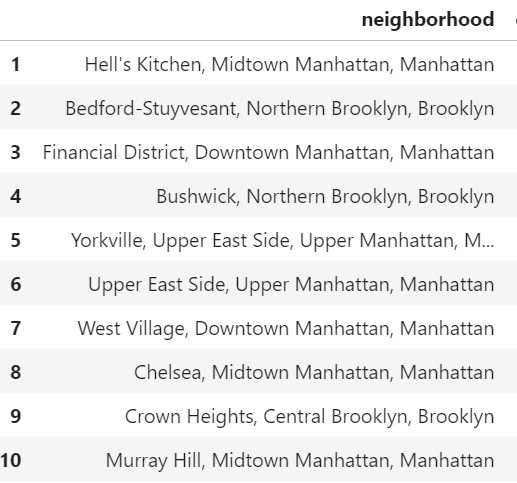 neighborhood
1 Hell's Kitchen, Midtown Manhattan, Manhattan
2 Bedford-Stuyvesant, Northern Brooklyn, Brooklyn
3 Financial District, Downtown Manhattan, Manhattan
4 Bushwick, Northern Brooklyn, Brooklyn
5 Yorkville, Upper East Side, Upper Manhattan, M...
6 Upper East Side, Upper Manhattan, Manhattan
7 West Village, Downtown Manhattan, Manhattan
8 Chelsea, Midtown Manhattan, Manhattan
9 Crown Heights, Central Brooklyn, Brooklyn
10 Murray Hill, Midtown Manhattan, Manhattan